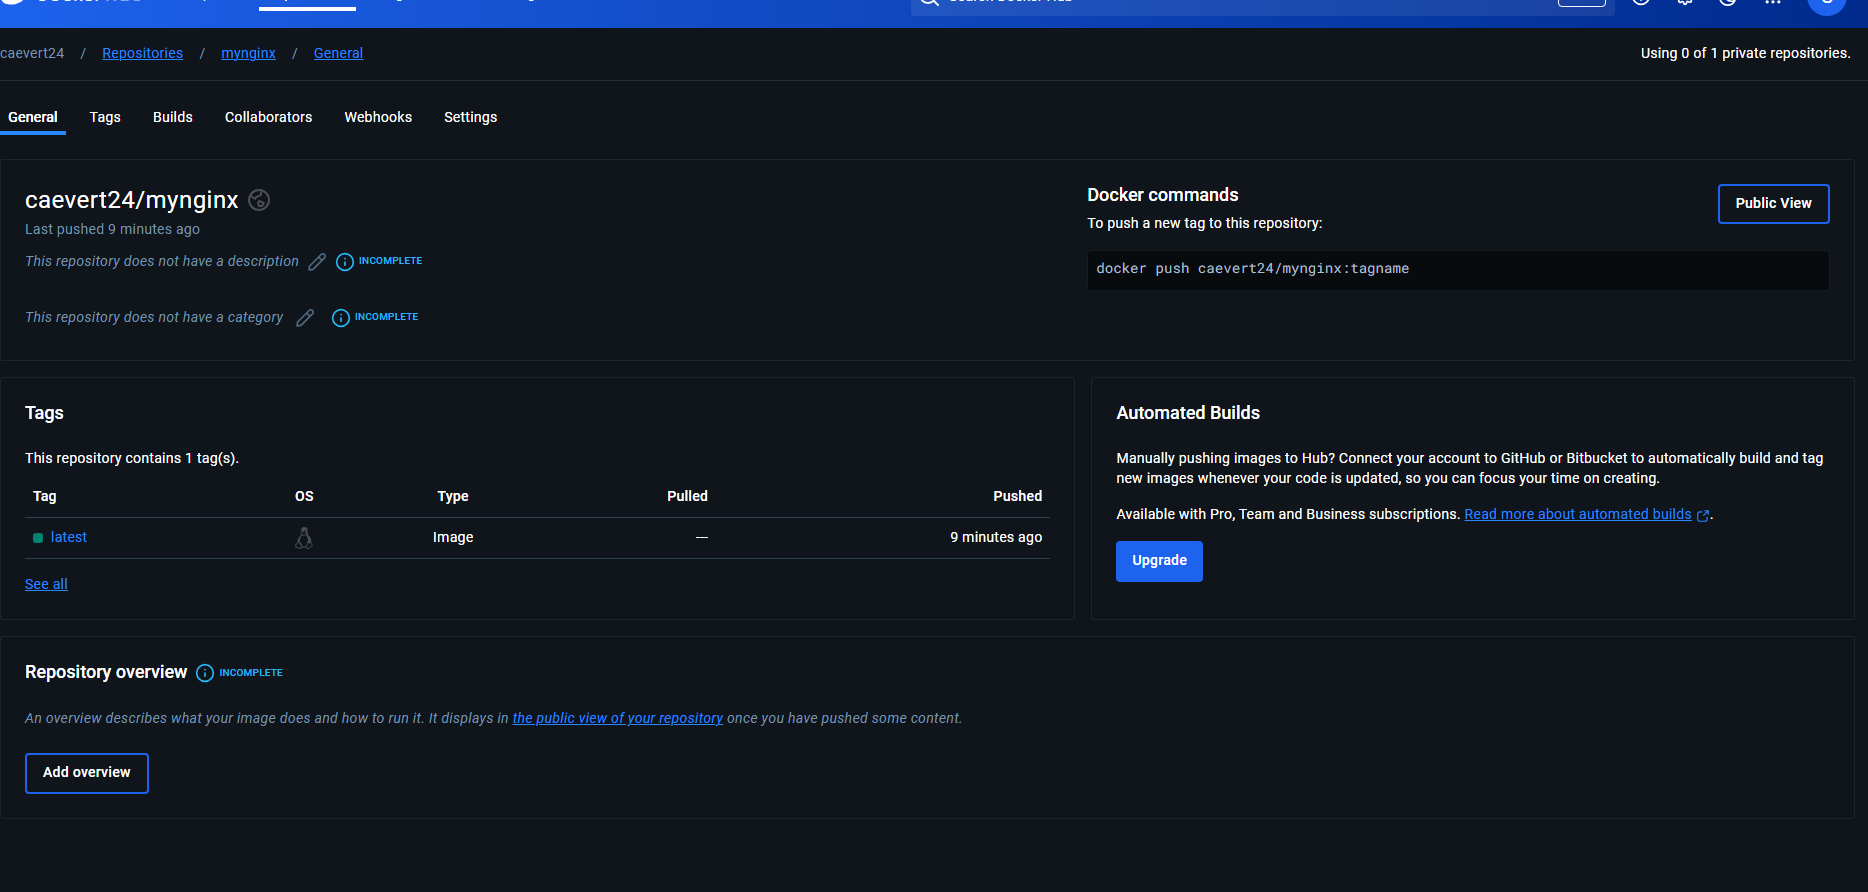 caevert24 / Repositories / mynginx / General
Using 0 of 1 private repositories.
General Tags Builds Collaborators Webhooks Settings
caevert24/mynginx
Last pushed 9 minutes ago
This repository does not have a description INCOMPLETE
This repository does not have a category INCOMPLETE
Docker commands
To push a new tag to this repository:
Public View
docker push caevert24/mynginx:tagname
Tags
This repository contains 1 tag(s).
Tag OS Type Pulled Pushed
latest Image — 9 minutes ago
See all
Automated Builds
Manually pushing images to Hub? Connect your account to GitHub or Bitbucket to automatically build and tag
new images whenever your code is updated, so you can focus your time on creating.
Available with Pro, Team and Business subscriptions. Read more about automated builds.
Upgrade
Repository overview INCOMPLETE
An overview describes what your image does and how to run it. It displays in the public view of your repository once you have pushed some content.
Add overview